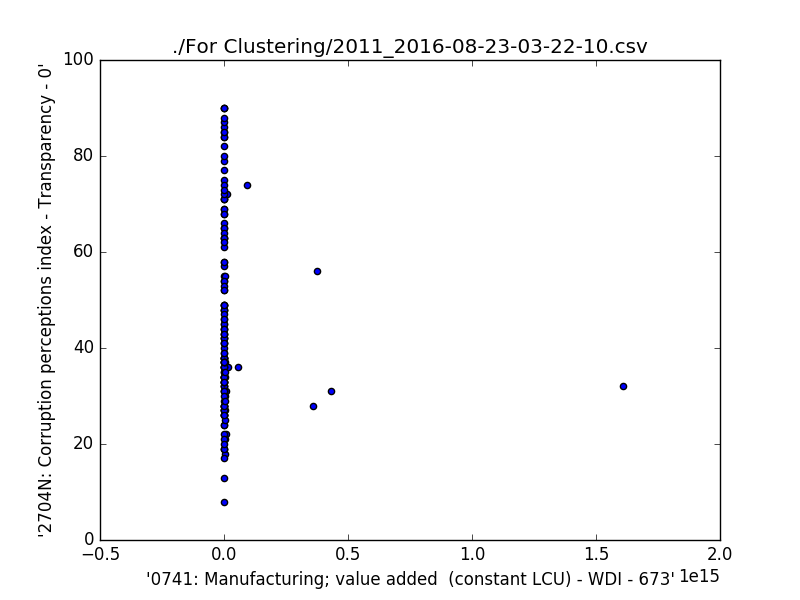 ./For Clustering/2011_2016-08-23-03-22-10.csv
100
80
60
40
20
0
'2704N: Corruption perceptions index - Transparency - 0'
−0.5 0.0 0.5 1.0 1.5 2.0
1e15
'0741: Manufacturing; value added  (constant LCU) - WDI - 673'